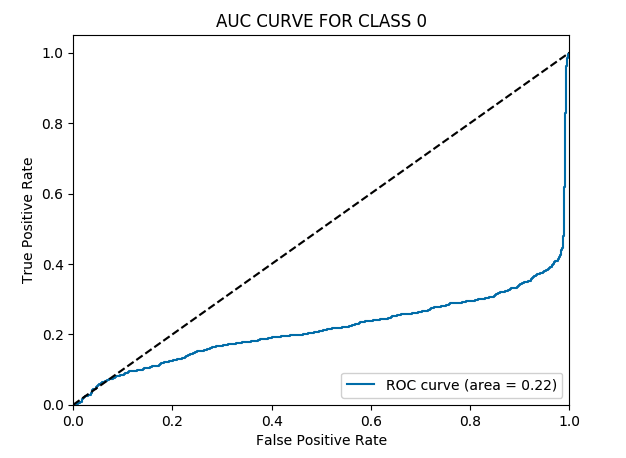 AUC CURVE FOR CLASS 0
True Positive Rate
1.0
0.8
0.6
0.4
0.2
0.0
ROC curve (area = 0.22)
0.0 0.2 0.4 0.6 0.8 1.0
False Positive Rate